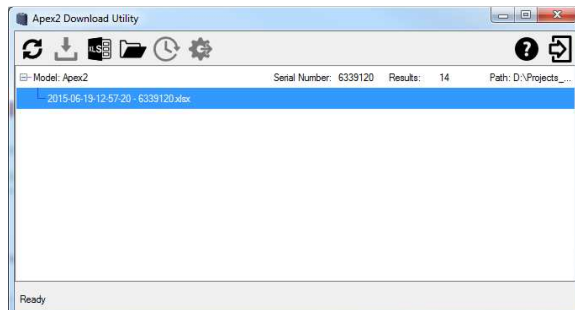 Apex2 Download Utility
XLS
Model: Apex2 Serial Number: 6339120 Results: 14 Path: D:\Projects_...
2015-06-19-12-57-20 - 6339120.xlsx
Ready